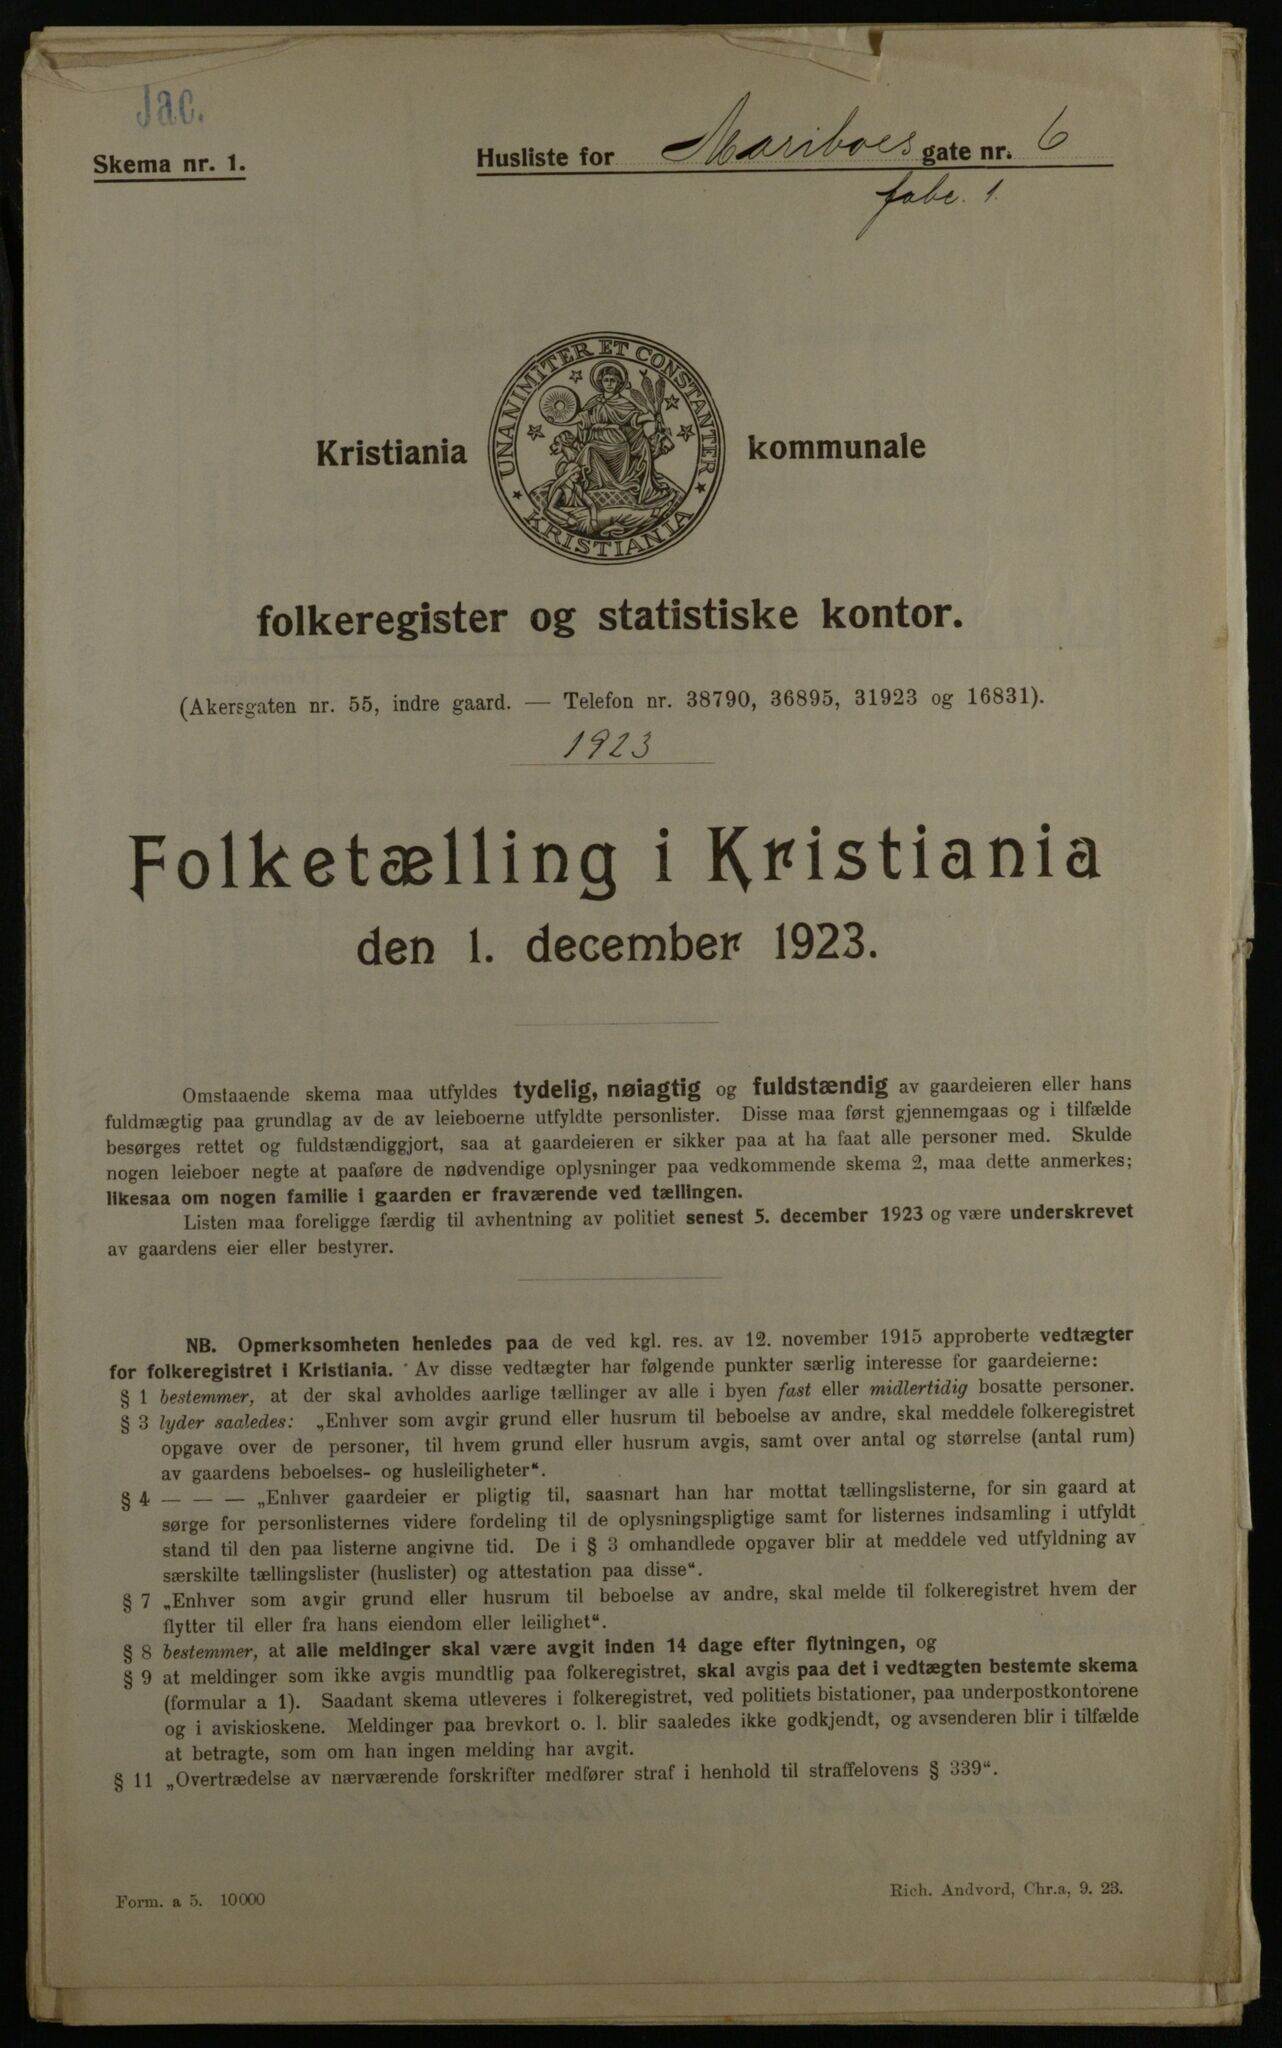 Jac.
Skema nr. 1.
Husliste for Mariboes gate nr. 6
fabr. 1.
UNANIMITER ET CONSTANTER
KRISTIANIA
Kristiania kommunale
folkeregister og statistiske kontor.
(Akersgaten nr. 55, indre gaard. — Telefon nr. 38790, 36895, 31923 og 16831).
1923
Folketælling i Kristiania
den 1. december 1923.
Omstaaende skema maa utfyldes tydelig, nøiagtig og fuldstændig av gaardeieren eller hans
fuldmægtig paa grundlag av de av leieboerne utfyldte personlister. Disse maa først gjennemgaas og i tilfælde
besørges rettet og fuldstændiggjort, saa at gaardeieren er sikker paa at ha faat alle personer med. Skulde
nogen leieboer negte at paaføre de nødvendige oplysninger paa vedkommende skema 2, maa dette anmerkes;
likesaa om nogen familie i gaarden er fraværende ved tællingen.
Listen maa foreligge færdig til avhentning av politiet senest 5. december 1923 og være underskrevet
av gaardens eier eller bestyrer.
NB. Opmerksomheten henledes paa de ved kgl. res. av 12. november 1915 approberte vedtægter
for folkeregistret i Kristiania. Av disse vedtægter har følgende punkter særlig interesse for gaardeierne:
§ 1 bestemmer, at der skal avholdes aarlige tællinger av alle i byen fast eller midlertidig bosatte personer.
§ 3 lyder saaledes: „Enhver som avgir grund eller husrum til beboelse av andre, skal meddele folkeregistret
opgave over de personer, til hvem grund eller husrum avgis, samt over antal og størrelse (antal rum)
av gaardens beboelses- og husleiligheter“.
§ 4 — — — „Enhver gaardeier er pligtig til, saasnart han har mottat tællingslisterne, for sin gaard at
sørge for personlisternes videre fordeling til de oplysningspligtige samt for listernes indsamling i utfyldt
stand til den paa listerne angivne tid. De i § 3 omhandlede opgaver blir at meddele ved utfyldning av
særskilte tællingslister (huslister) og attestation paa disse“.
§ 7 „Enhver som avgir grund eller husrum til beboelse av andre, skal melde til folkeregistret hvem der
flytter til eller fra hans eiendom eller leilighet“.
§ 8 bestemmer, at alle meldinger skal være avgit inden 14 dage efter flytningen, og
§ 9 at meldinger som ikke avgis mundtlig paa folkeregistret, skal avgis paa det i vedtægten bestemte skema
(formular a 1). Saadant skema utleveres i folkeregistret, ved politiets bistationer, paa underpostkontorene
og i aviskioskene. Meldinger paa brevkort o. l. blir saaledes ikke godkjendt, og avsenderen blir i tilfælde
at betragte, som om han ingen melding har avgit.
§ 11 „Overtrædelse av nærværende forskrifter medfører straf i henhold til straffelovens § 339“.
Form. a 5. 10000
Rich. Andvord, Chr.a, 9. 23.